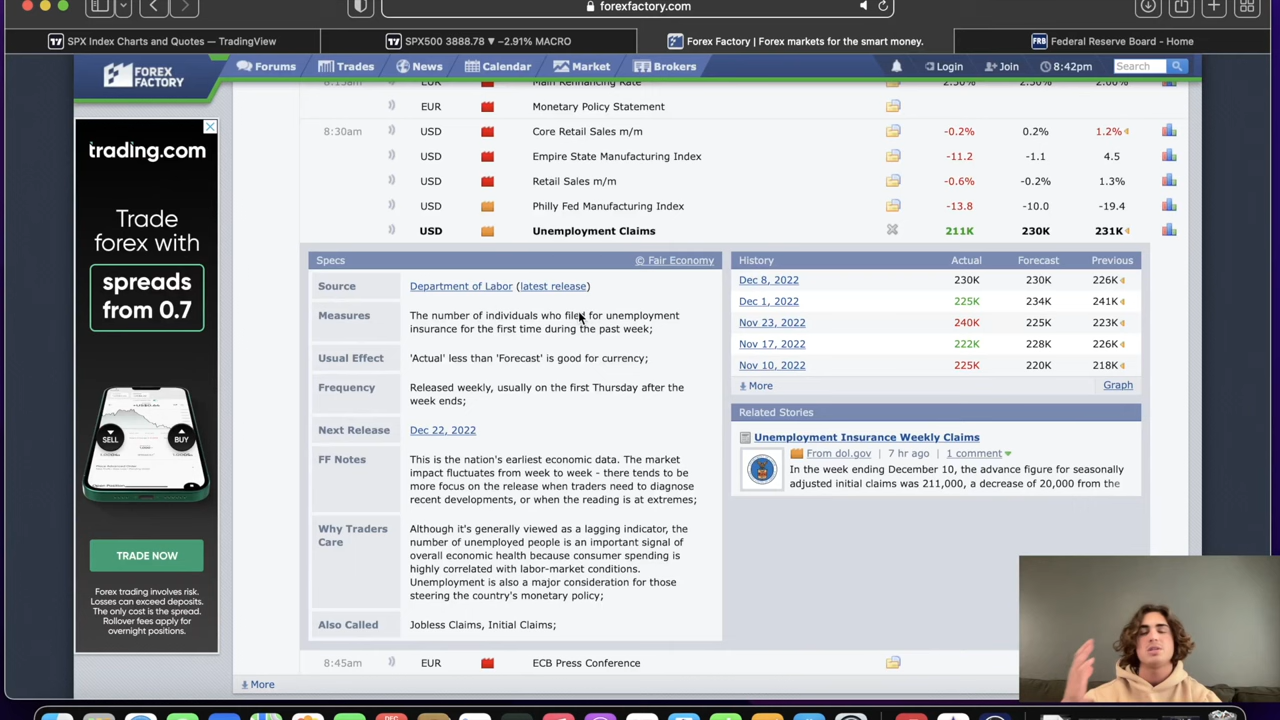 forexfactory.com
SPX Index Charts and Quotes — TradingView
SPX500 3888.78 ▼ −2.91% MACRO
Forex Factory | Forex markets for the smart money.
FRB
Federal Reserve Board - Home
FOREX
FACTORY
Forums
Trades
News
Calendar
Market
Brokers
Login
Join
8:42pm
Search
EUR Monetary Policy Statement
8:30am USD Core Retail Sales m/m -0.2% 0.2% 1.2%
USD Empire State Manufacturing Index -11.2 -1.1 4.5
USD Retail Sales m/m -0.6% -0.2% 1.3%
USD Philly Fed Manufacturing Index -13.8 -10.0 -19.4
USD Unemployment Claims 211K 230K 231K
Specs © Fair Economy
Source Department of Labor (latest release)
Measures The number of individuals who filed for unemployment
insurance for the first time during the past week;
Usual Effect 'Actual' less than 'Forecast' is good for currency;
Frequency Released weekly, usually on the first Thursday after the
week ends;
Next Release Dec 22, 2022
FF Notes This is the nation's earliest economic data. The market
impact fluctuates from week to week - there tends to be
more focus on the release when traders need to diagnose
recent developments, or when the reading is at extremes;
Why Traders Care Although it's generally viewed as a lagging indicator, the
number of unemployed people is an important signal of
overall economic health because consumer spending is
highly correlated with labor-market conditions.
Unemployment is also a major consideration for those
steering the country's monetary policy;
Also Called Jobless Claims, Initial Claims;
History Actual Forecast Previous
Dec 8, 2022 230K 230K 226K
Dec 1, 2022 225K 234K 241K
Nov 23, 2022 240K 225K 223K
Nov 17, 2022 222K 228K 226K
Nov 10, 2022 225K 220K 218K
More Graph
Related Stories
Unemployment Insurance Weekly Claims
From dol.gov | 7 hr ago | 1 comment
In the week ending December 10, the advance figure for seasonally
adjusted initial claims was 211,000, a decrease of 20,000 from the
8:45am EUR ECB Press Conference
More
trading.com
Trade
forex with
spreads
from 0.7
SELL
BUY
TRADE NOW
Forex trading involves risk.
Losses can exceed deposits.
The only cost is the spread.
Rollover fees apply for
overnight positions.
DEC